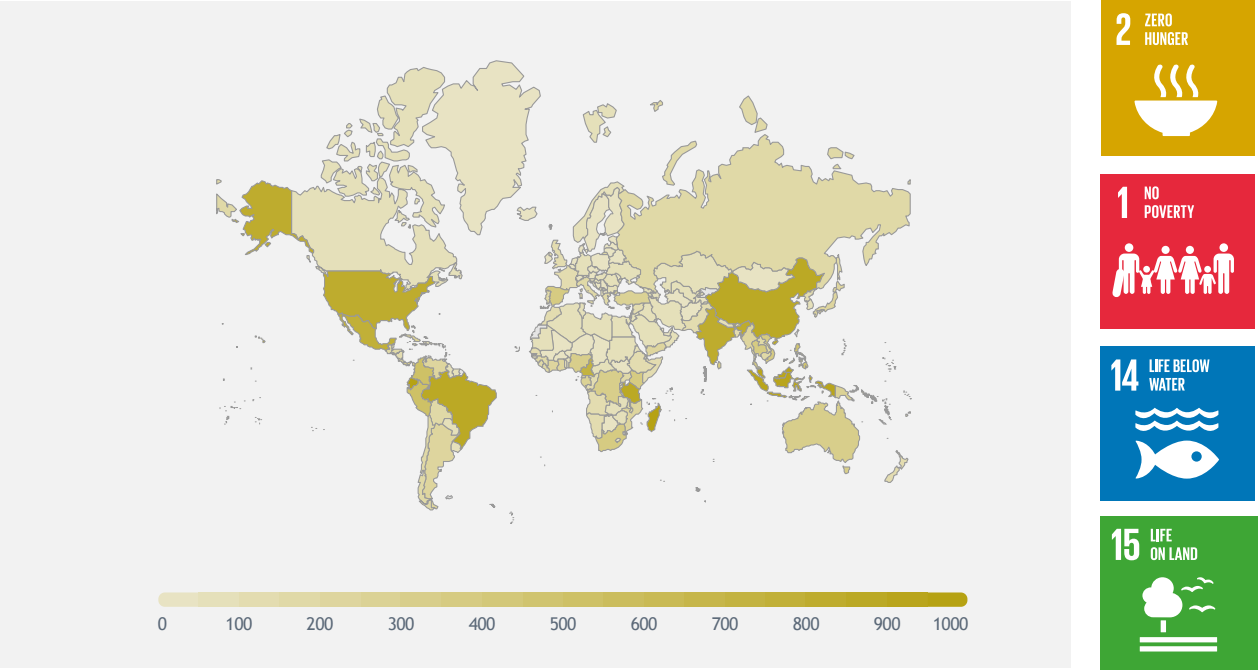 0 100 200 300 400 500 600 700 800 900 1000
2 ZERO
HUNGER
1 NO
POVERTY
14 LIFE BELOW
WATER
15 LIFE
ON LAND